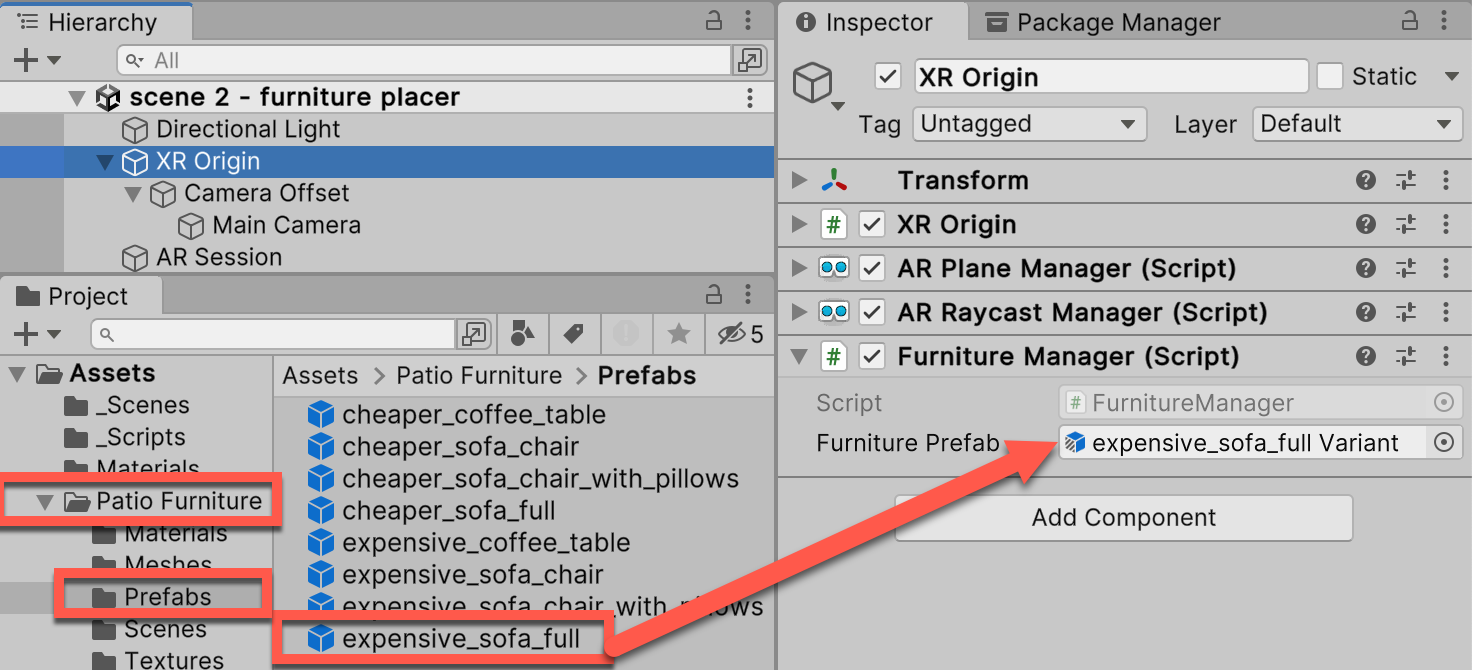 Hierarchy
All
scene 2 - furniture placer
Directional Light
XR Origin
Camera Offset
Main Camera
AR Session
Project
5
Assets
_Scenes
_Scripts
Materials
Patio Furniture
Materials
Meshes
Prefabs
Scenes
Textures
Assets > Patio Furniture > Prefabs
cheaper_coffee_table
cheaper_sofa_chair
cheaper_sofa_chair_with_pillows
cheaper_sofa_full
expensive_coffee_table
expensive_sofa_chair
expensive_sofa_chair_with_pillows
expensive_sofa_full
Inspector Package Manager
XR Origin Static
Tag Untagged Layer Default
Transform
# XR Origin
AR Plane Manager (Script)
AR Raycast Manager (Script)
# Furniture Manager (Script)
Script # FurnitureManager
Furniture Prefab expensive_sofa_full Variant
Add Component